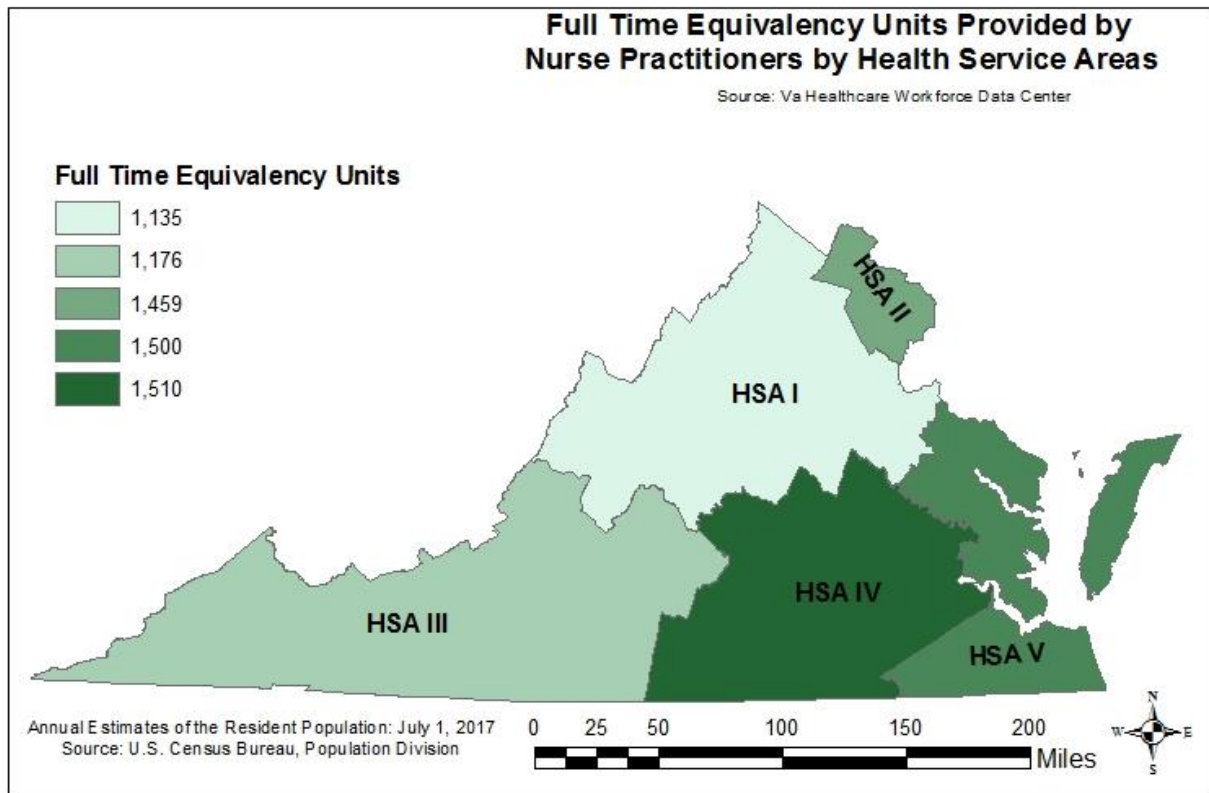 Full Time Equivalency Units Provided by
Nurse Practitioners by Health Service Areas
Source: Va Healthcare Workforce Data Center
Full Time Equivalency Units
1,135
1,176
1,459
1,500
1,510
HSA II
HSA I
HSA IV
HSA III
HSA V
Annual Estimates of the Resident Population: July 1, 2017
Source: U.S. Census Bureau, Population Division
0 25 50 100 150 200
Miles
N
W E
S